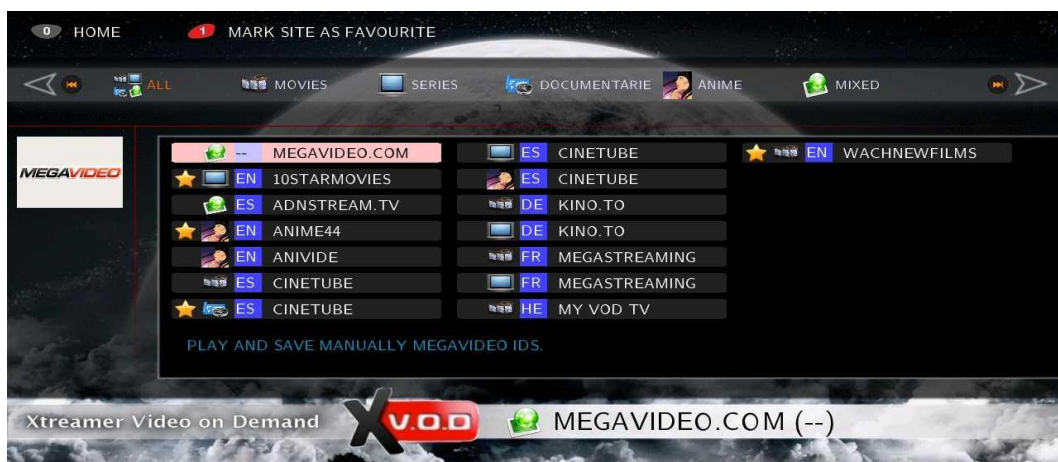 0 HOME 1 MARK SITE AS FAVOURITE
ALL MOVIES SERIES DOCUMENTARIE ANIME MIXED
MEGAVIDEO
-- MEGAVIDEO.COM
EN 10STARMOVIES
ES ADNSTREAM.TV
EN ANIME44
EN ANIVIDE
ES CINETUBE
ES CINETUBE
ES CINETUBE
ES CINETUBE
DE KINO.TO
DE KINO.TO
FR MEGASTREAMING
FR MEGASTREAMING
HE MY VOD TV
EN WACHNEWFILMS
PLAY AND SAVE MANUALLY MEGAVIDEO IDS.
Xtreamer Video on Demand XV.O.D MEGAVIDEO.COM (--)